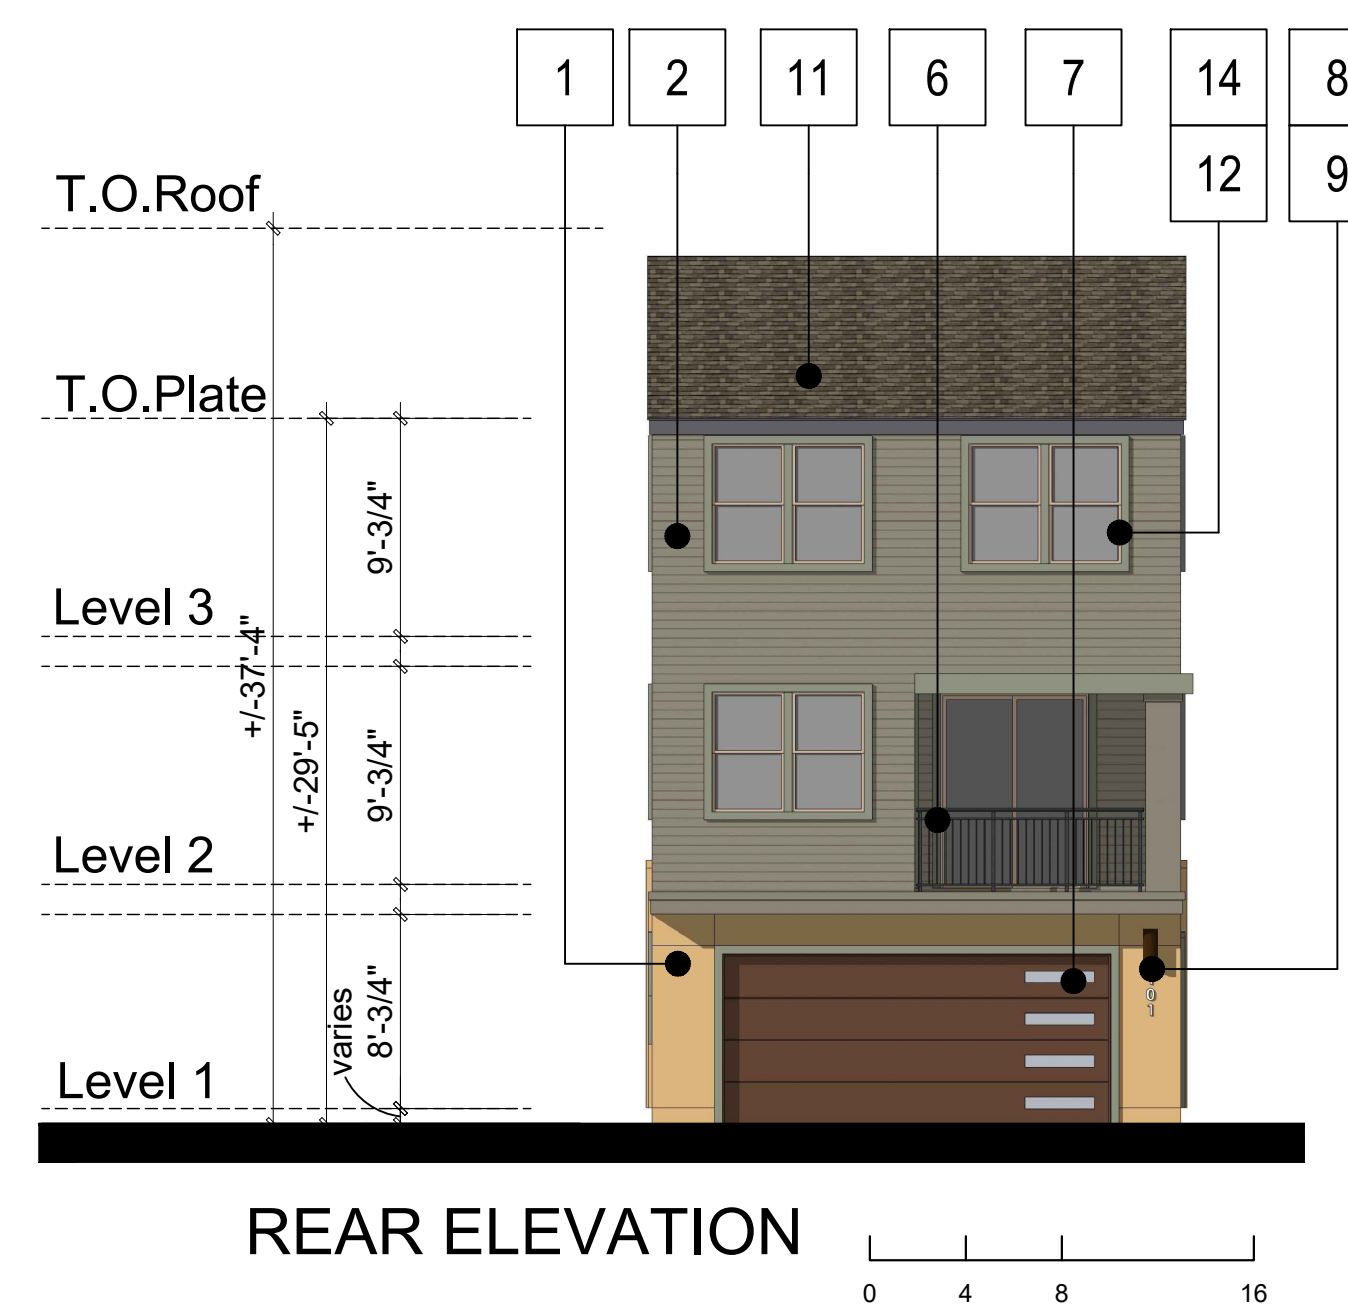 1 2 11 6 7 14 8
12 9
T.O.Roof
T.O.Plate
9'-3/4"
Level 3
+/-37'-4"
+/-29'-5"
9'-3/4"
Level 2
varies
8'-3/4"
01
Level 1
REAR ELEVATION
0 4 8 16